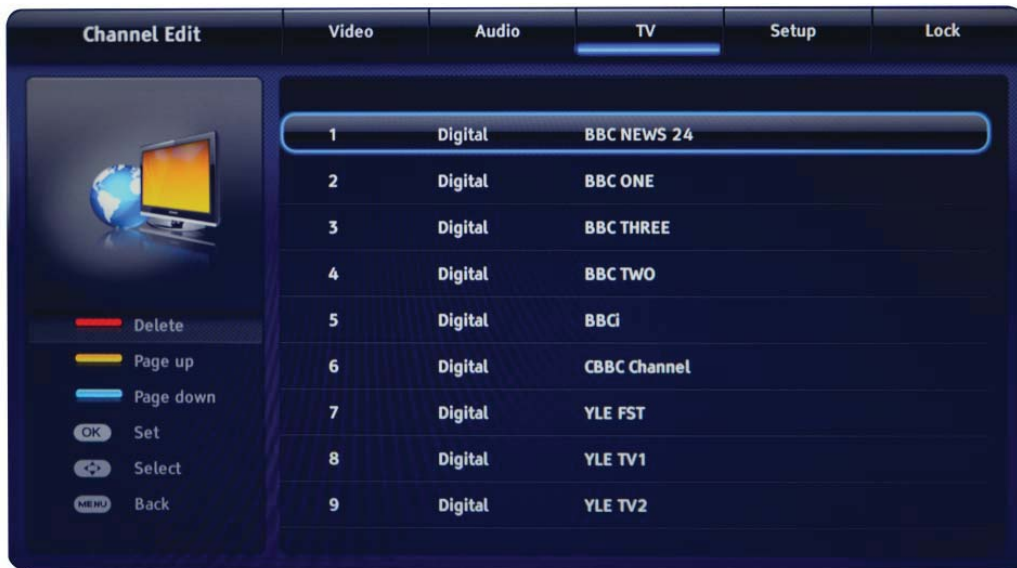 Channel Edit Video Audio TV Setup Lock
1 Digital BBC NEWS 24
2 Digital BBC ONE
3 Digital BBC THREE
4 Digital BBC TWO
5 Digital BBCi
6 Digital CBBC Channel
7 Digital YLE FST
8 Digital YLE TV1
9 Digital YLE TV2
Delete
Page up
Page down
OK Set
Select
MENU Back